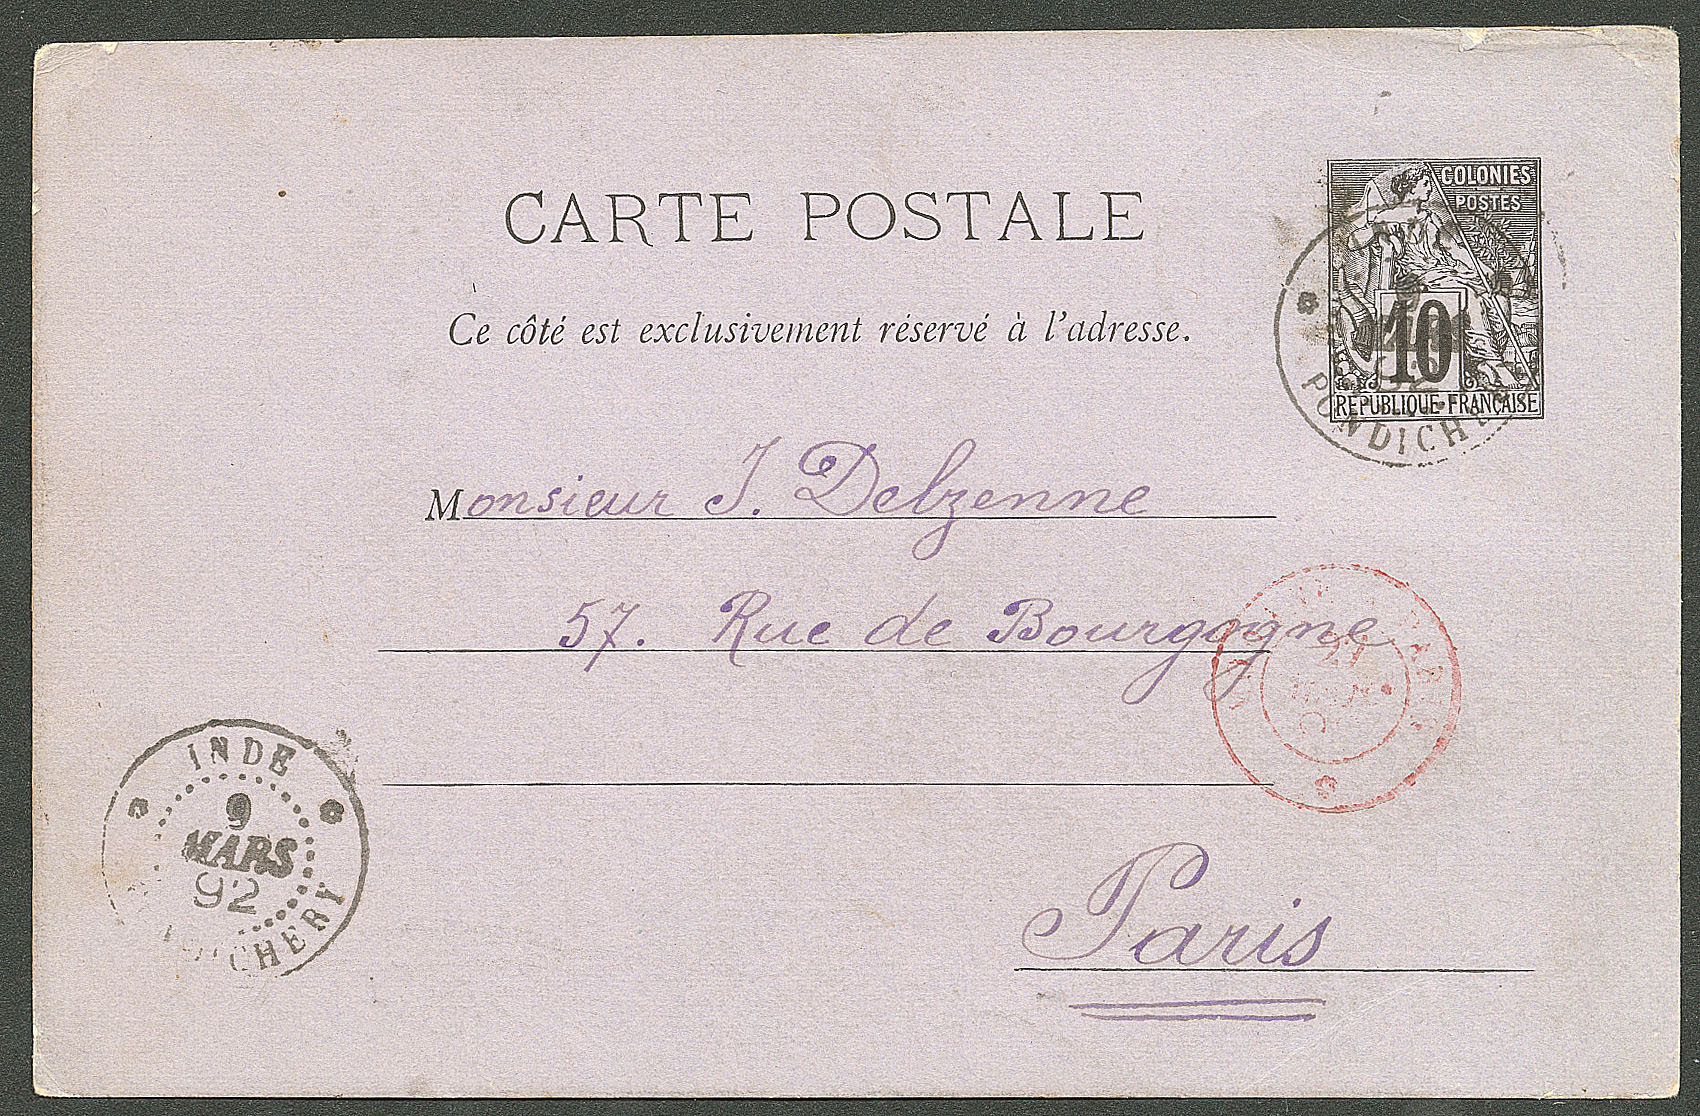 CARTE POSTALE
COLONIES
POSTES
10
RÉPUBLIQUE FRANÇAISE
Ce côté est exclusivement réservé à l'adresse.
Monsieur J. Delzenne
57. Rue de Bourgogne
INDE
9
MARS
92
Paris